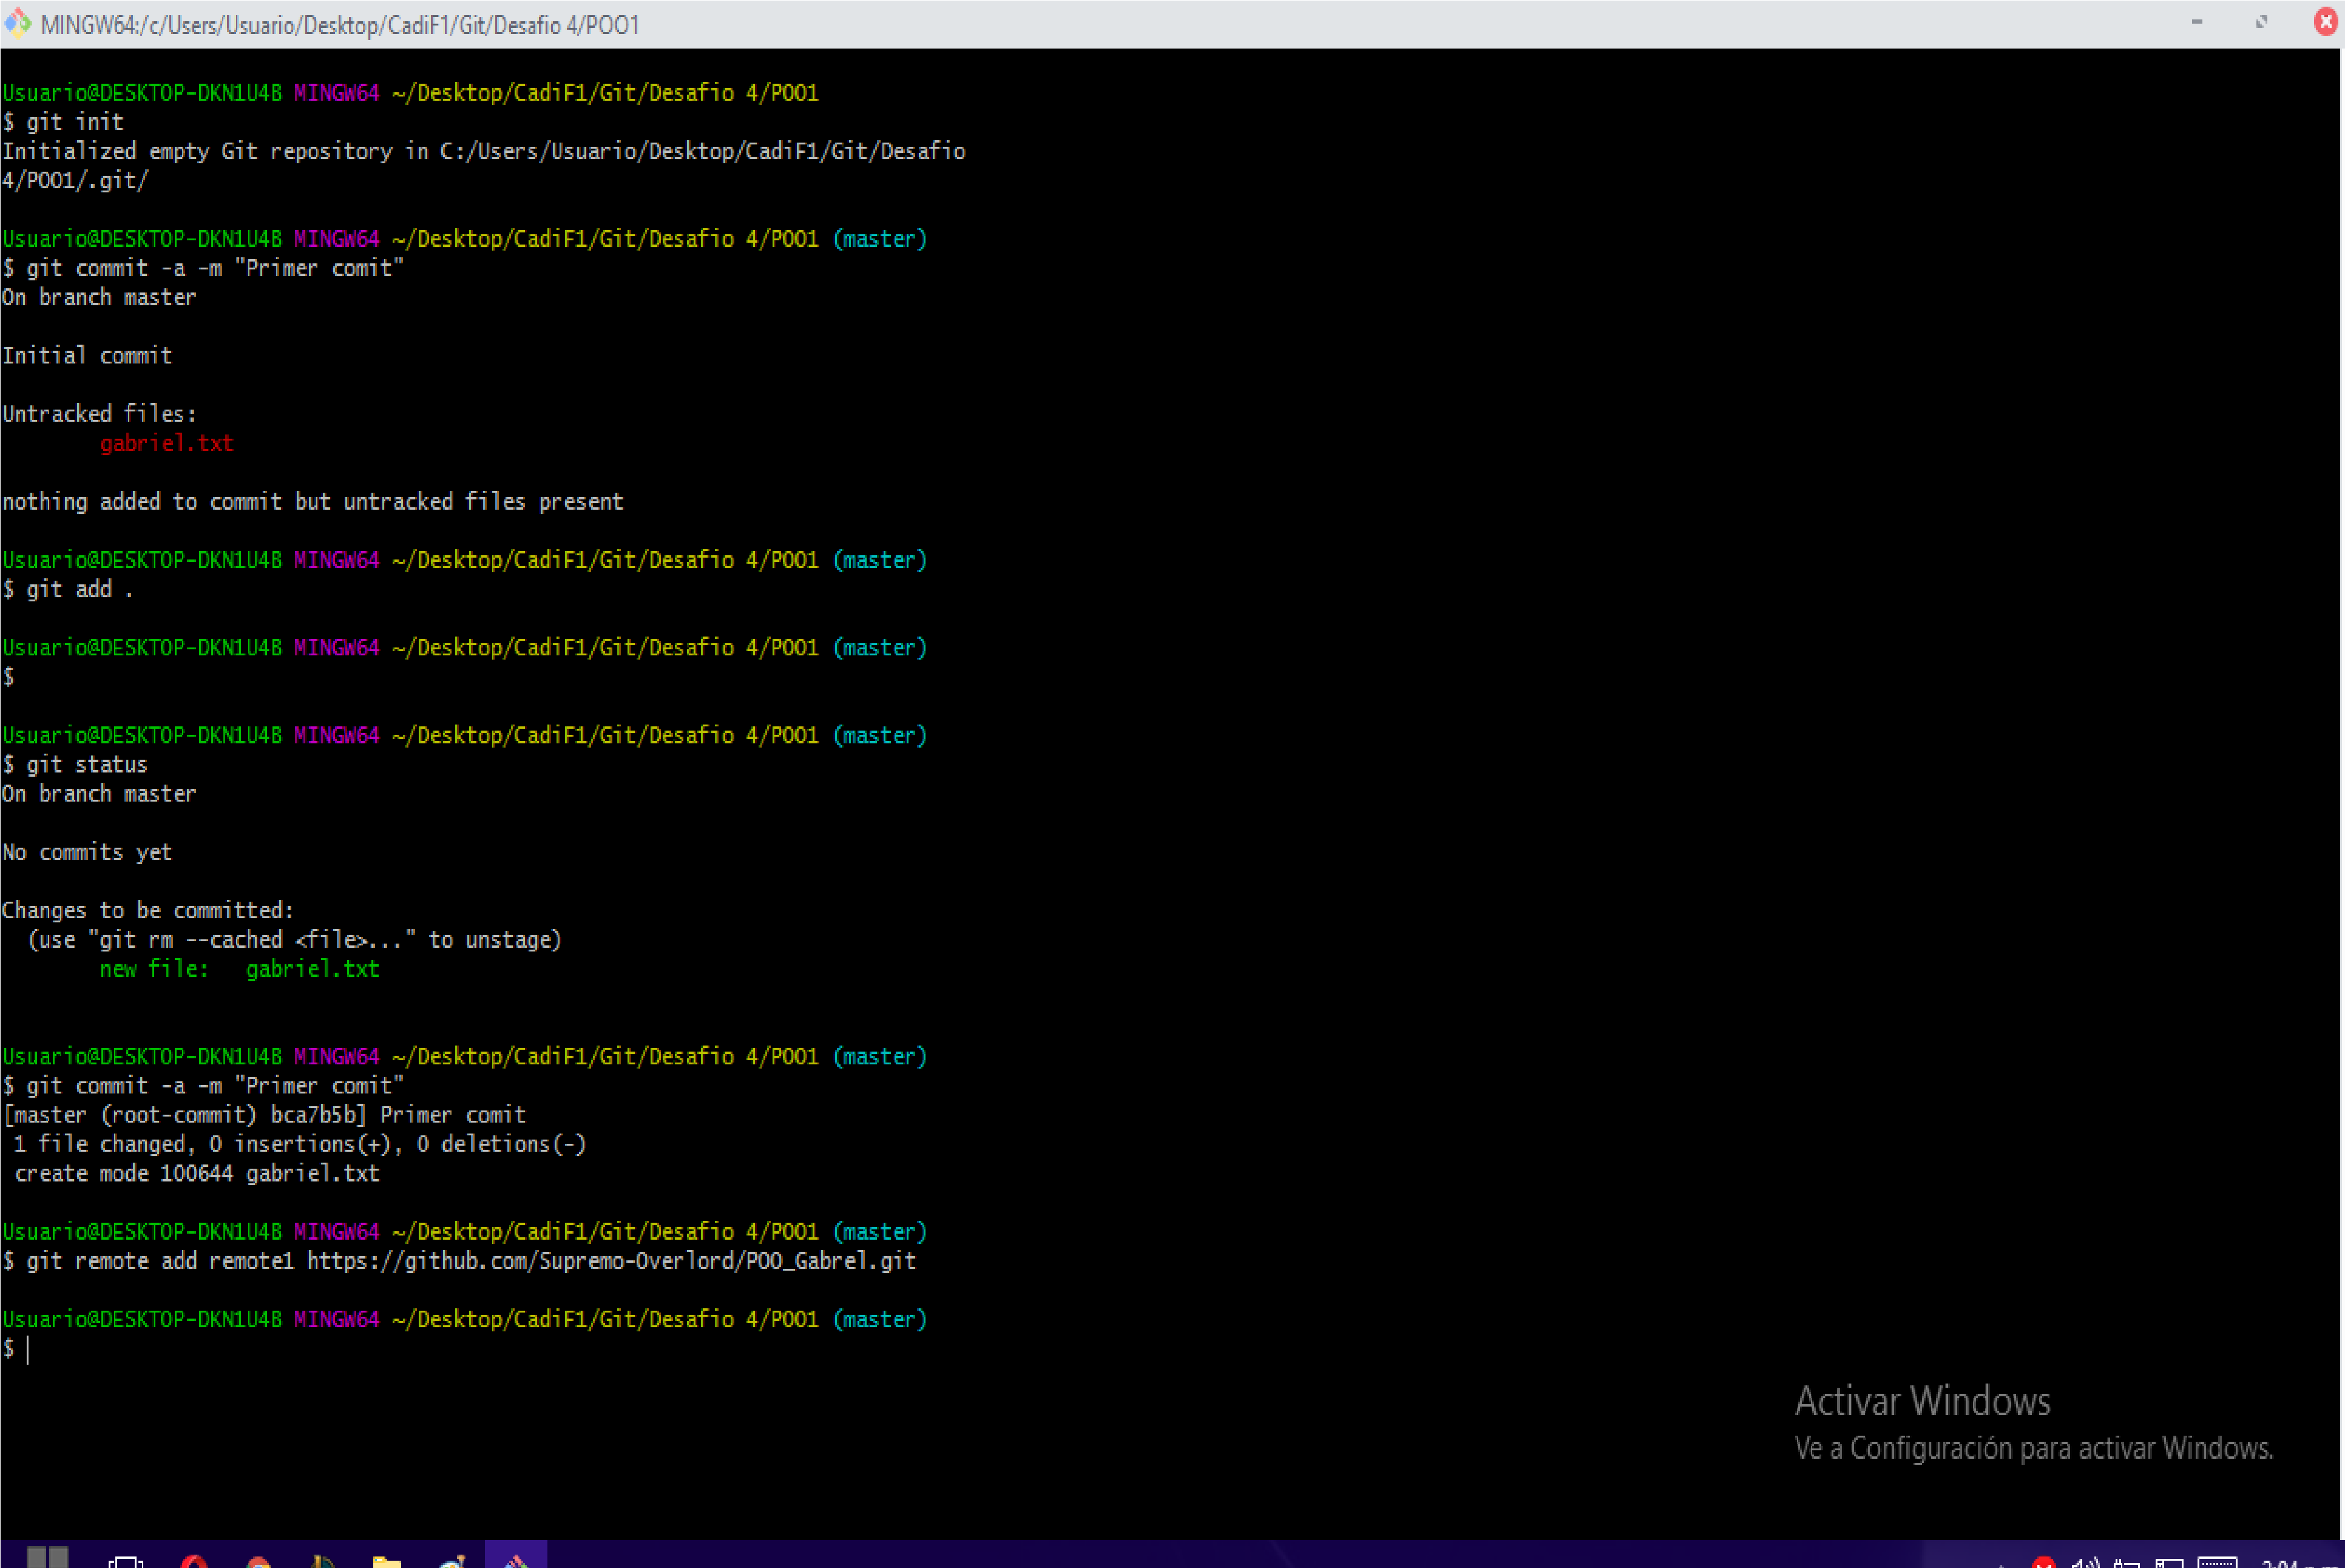 MINGW64:/c/Users/Usuario/Desktop/CadiF1/Git/Desafio 4/POO1
Usuario@DESKTOP-DKN1U4B MINGW64 ~/Desktop/CadiF1/Git/Desafio 4/POO1
$ git init
Initialized empty Git repository in C:/Users/Usuario/Desktop/CadiF1/Git/Desafio
4/POO1/.git/
Usuario@DESKTOP-DKN1U4B MINGW64 ~/Desktop/CadiF1/Git/Desafio 4/POO1 (master)
$ git commit -a -m "Primer comit"
On branch master
Initial commit
Untracked files:
gabriel.txt
nothing added to commit but untracked files present
Usuario@DESKTOP-DKN1U4B MINGW64 ~/Desktop/CadiF1/Git/Desafio 4/POO1 (master)
$ git add .
Usuario@DESKTOP-DKN1U4B MINGW64 ~/Desktop/CadiF1/Git/Desafio 4/POO1 (master)
$
Usuario@DESKTOP-DKN1U4B MINGW64 ~/Desktop/CadiF1/Git/Desafio 4/POO1 (master)
$ git status
On branch master
No commits yet
Changes to be committed:
(use "git rm --cached <file>..." to unstage)
new file:   gabriel.txt
Usuario@DESKTOP-DKN1U4B MINGW64 ~/Desktop/CadiF1/Git/Desafio 4/POO1 (master)
$ git commit -a -m "Primer comit"
[master (root-commit) bca7b5b] Primer comit
1 file changed, 0 insertions(+), 0 deletions(-)
create mode 100644 gabriel.txt
Usuario@DESKTOP-DKN1U4B MINGW64 ~/Desktop/CadiF1/Git/Desafio 4/POO1 (master)
$ git remote add remote1 https://github.com/Supremo-Overlord/POO_Gabrel.git
Usuario@DESKTOP-DKN1U4B MINGW64 ~/Desktop/CadiF1/Git/Desafio 4/POO1 (master)
$
Activar Windows
Ve a Configuración para activar Windows.